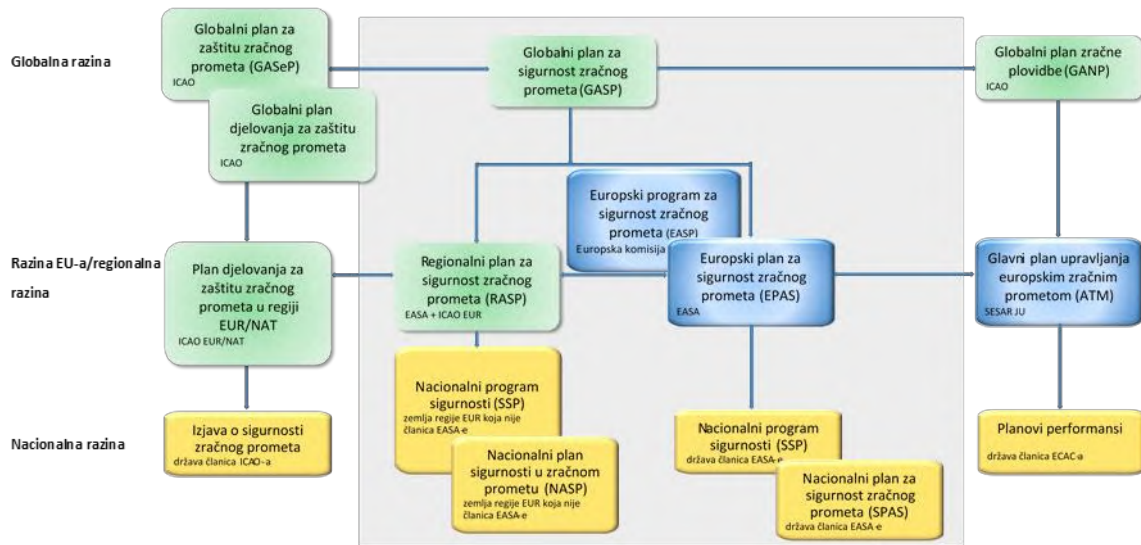 Globalna razina
Globalni plan za
zaštitu zračnog
prometa (GASeP)
ICAO
Globalni plan
djelovanja za zaštitu
zračnog prometa
ICAO
Globalni plan za
sigurnost zračnog
prometa (GASP)
Globalni plan zračne
plovidbe (GANP)
ICAO
Razina EU-a/regionalna
razina
Plan djelovanja za
zaštitu zračnog
prometa u regiji
EUR/NAT
ICAO EUR/NAT
Regionalni plan za
sigurnost zračnog
prometa (RASP)
EASA + ICAO EUR
Europski program za
sigurnost zračnog
prometa (EASP)
Europska komisija
Europski plan za
sigurnost zračnog
prometa (EPAS)
EASA
Glavni plan upravljanja
europskim zračnim
prometom (ATM)
SESAR JU
Nacionalna razina
Izjava o sigurnosti
zračnog prometa
država članica ICAO-a
Nacionalni program
sigurnosti (SSP)
zemlja regije EUR koja nije
članica EASA-e
Nacionalni plan
sigurnosti u zračnom
prometu (NASP)
zemlja regije EUR koja nije
članica EASA-e
Nacionalni program
sigurnosti (SSP)
država članica EASA-e
Nacionalni plan za
sigurnost zračnog
prometa (SPAS)
država članica EASA-e
Planovi performansi
država članica ECAC-a